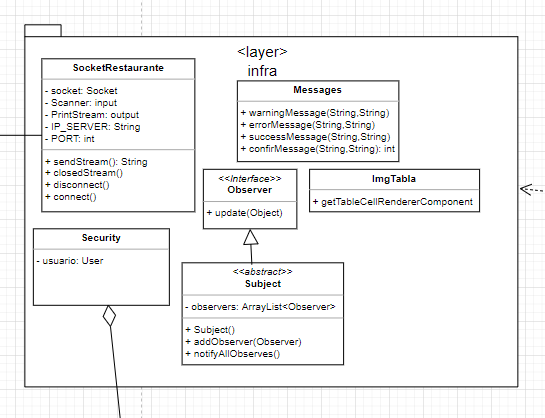 <layer>
infra
SocketRestaurante
- socket: Socket
- Scanner: input
- PrintStream: output
- IP_SERVER: String
- PORT: int
+ sendStream(): String
+ closedStream()
+ disconnect()
+ connect()
Messages
+ warningMessage(String,String)
+ errorMessage(String,String)
+ successMessage(String,String)
+ confirMessage(String,String): int
<<Interface>>
Observer
+ update(Object)
ImgTabla
+ getTableCellRendererComponent
Security
- usuario: User
<<abstract>>
Subject
- observers: ArrayList<Observer>
+ Subject()
+ addObserver(Observer)
+ notifyAllObserves()